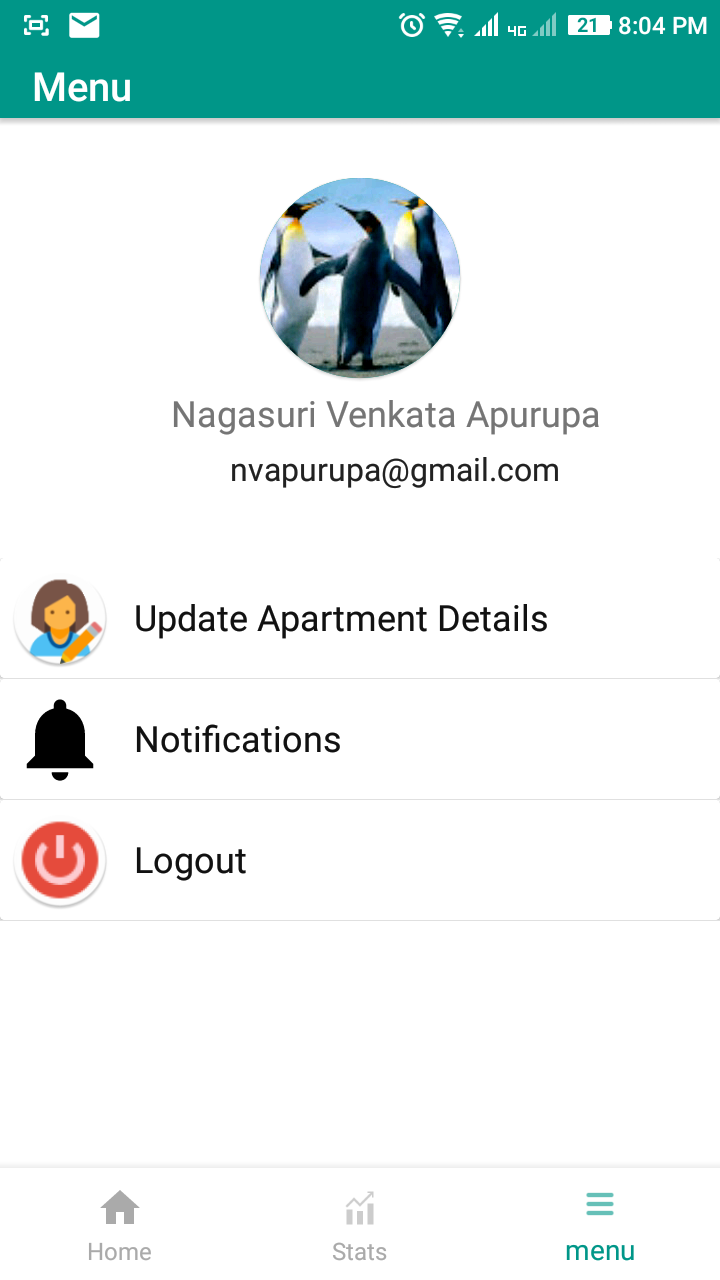 4G 21 8:04 PM
Menu
Nagasuri Venkata Apurupa
nvapurupa@gmail.com
Update Apartment Details
Notifications
Logout
Home Stats menu